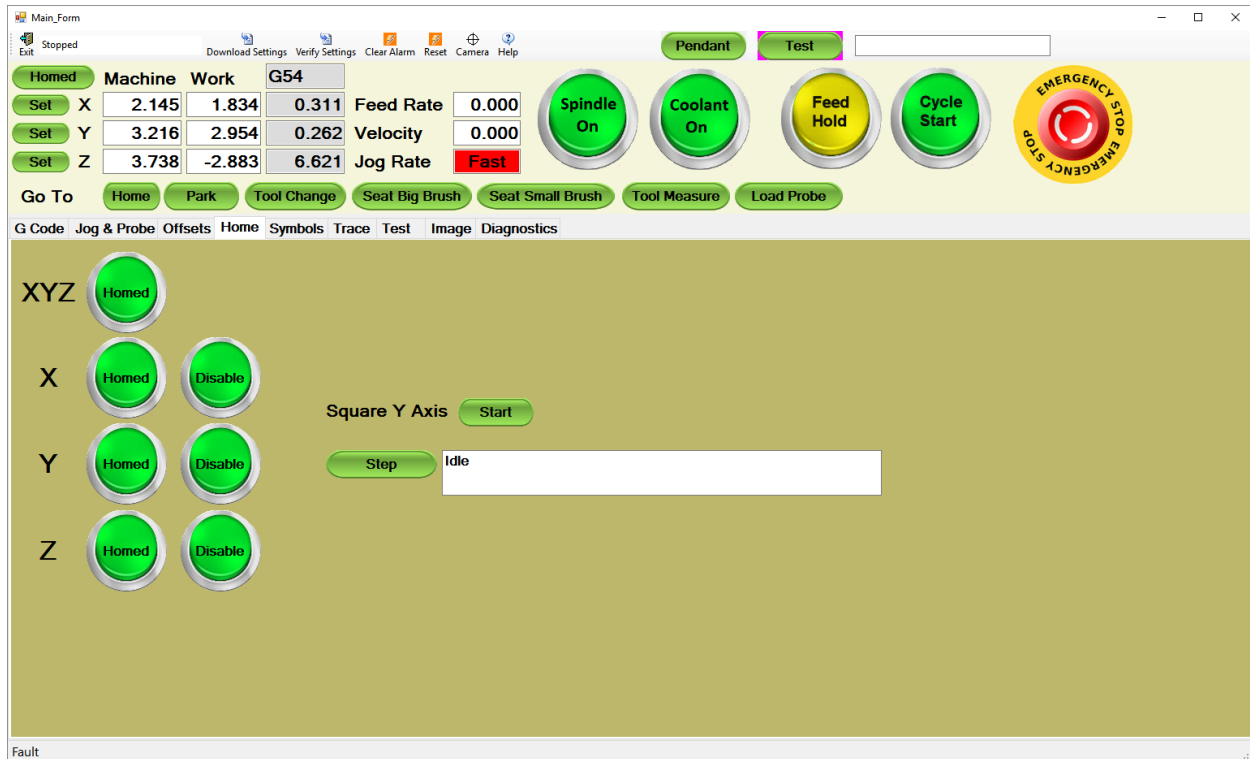 Main_Form
Exit Stopped Download Settings Verify Settings Clear Alarm Reset Camera Help Pendant Test
Homed Machine Work G54
Set X 2.145 1.834 0.311 Feed Rate 0.000
Set Y 3.216 2.954 0.262 Velocity 0.000
Set Z 3.738 -2.883 6.621 Jog Rate Fast
Spindle On
Coolant On
Feed Hold
Cycle Start
EMERGENCY STOP EMERGENCY STOP
Go To Home Park Tool Change Seat Big Brush Seat Small Brush Tool Measure Load Probe
G Code Jog & Probe Offsets Home Symbols Trace Test Image Diagnostics
XYZ Homed
X Homed Disable
Square Y Axis Start
Y Homed Disable
Step Idle
Z Homed Disable
Fault